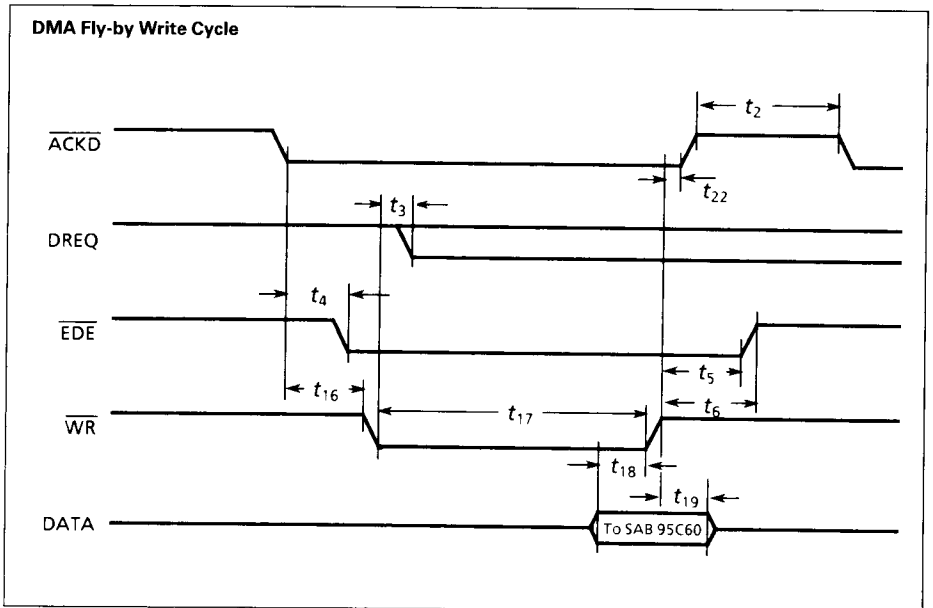 DMA Fly-by Write Cycle
t2
ACKD
t22
t3
DREQ
t4
EDE
t5
t16
t6
t17
WR
t18
t19
DATA
To SAB 95C60